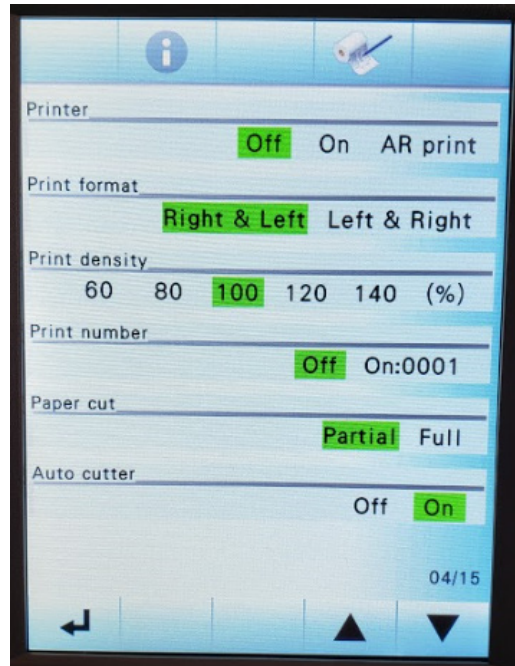 i
Printer
Off On AR print
Print format
Right & Left Left & Right
Print density
60 80 100 120 140 (%)
Print number
Off On:0001
Paper cut
Partial Full
Auto cutter
Off On
04/15